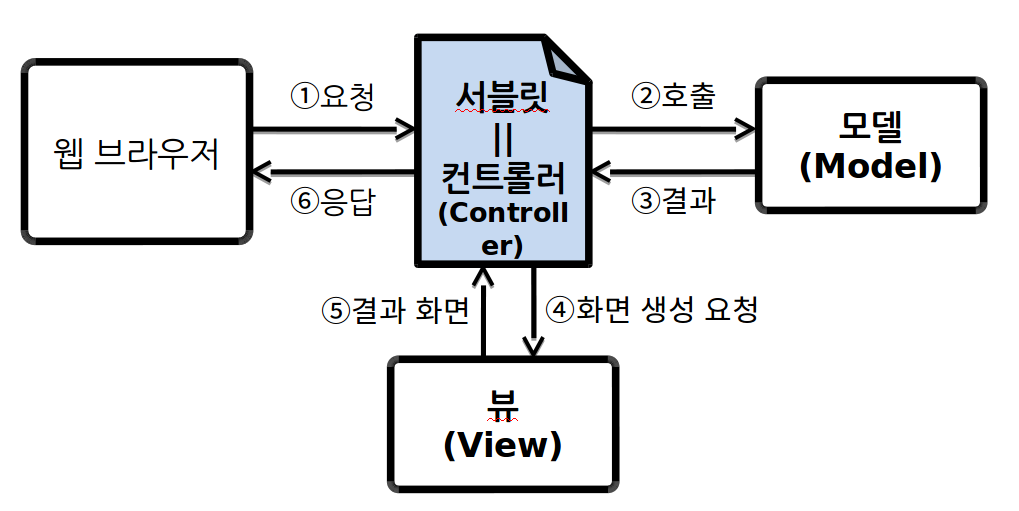 웹 브라우저
①요청
⑥응답
서블릿
||
컨트롤러
(Controll
er)
②호출
③결과
모델
(Model)
⑤결과 화면
④화면 생성 요청
뷰
(View)